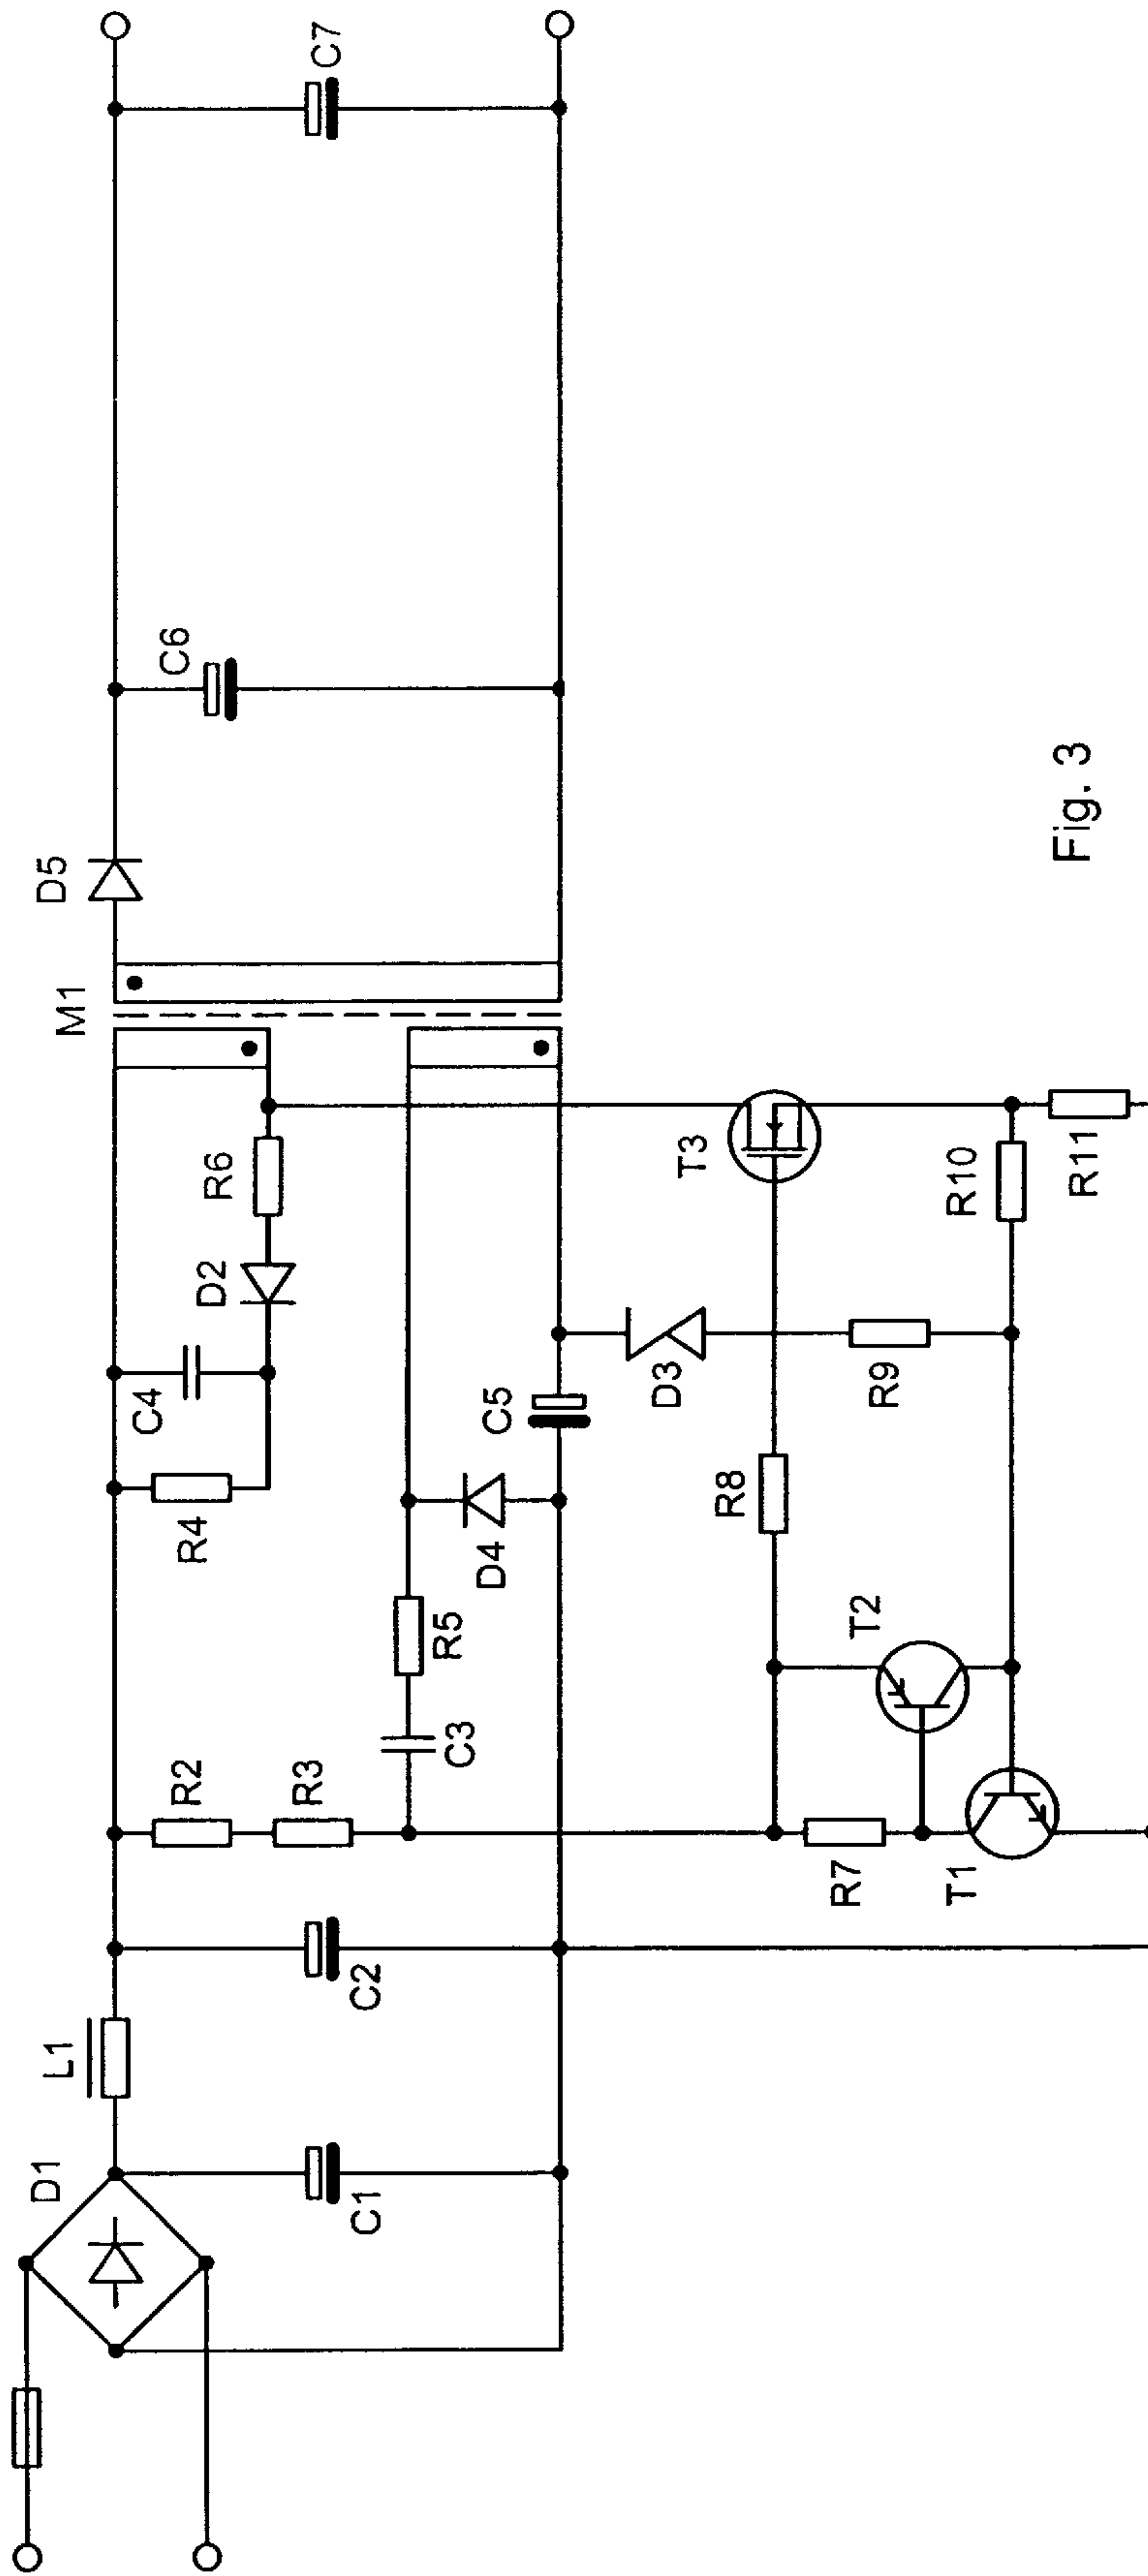 D1
L1
C1
C2
R2
R3
C3
R5
R4
C4
D2
R6
D4
C5
M1
D5
C6
C7
R7
T1
T2
R8
D3
R9
T3
R10
R11
Fig. 3